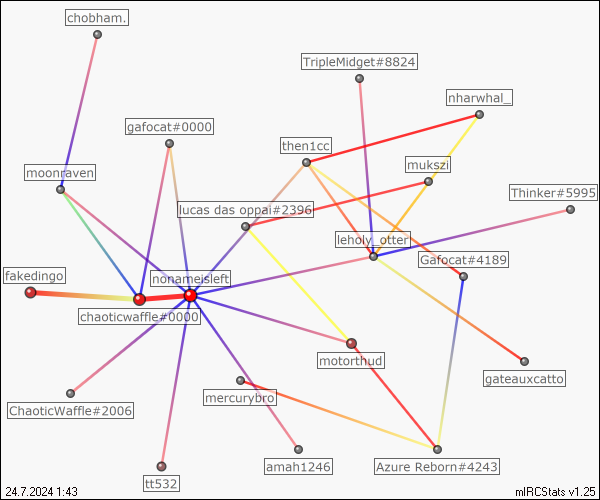 chobham.
TripleMidget#8824
nharwhal_
gafocat#0000
then1cc
mukszi
moonraven
Thinker#5995
lucas das oppai#2396
leholy_otter
Gafocat#4189
fakedingo
nonameisleft
chaoticwaffle#0000
motorthud
gateauxcatto
mercurybro
ChaoticWaffle#2006
amah1246
Azure Reborn#4243
tt532
24.7.2024 1:43
mIRCStats v1.25